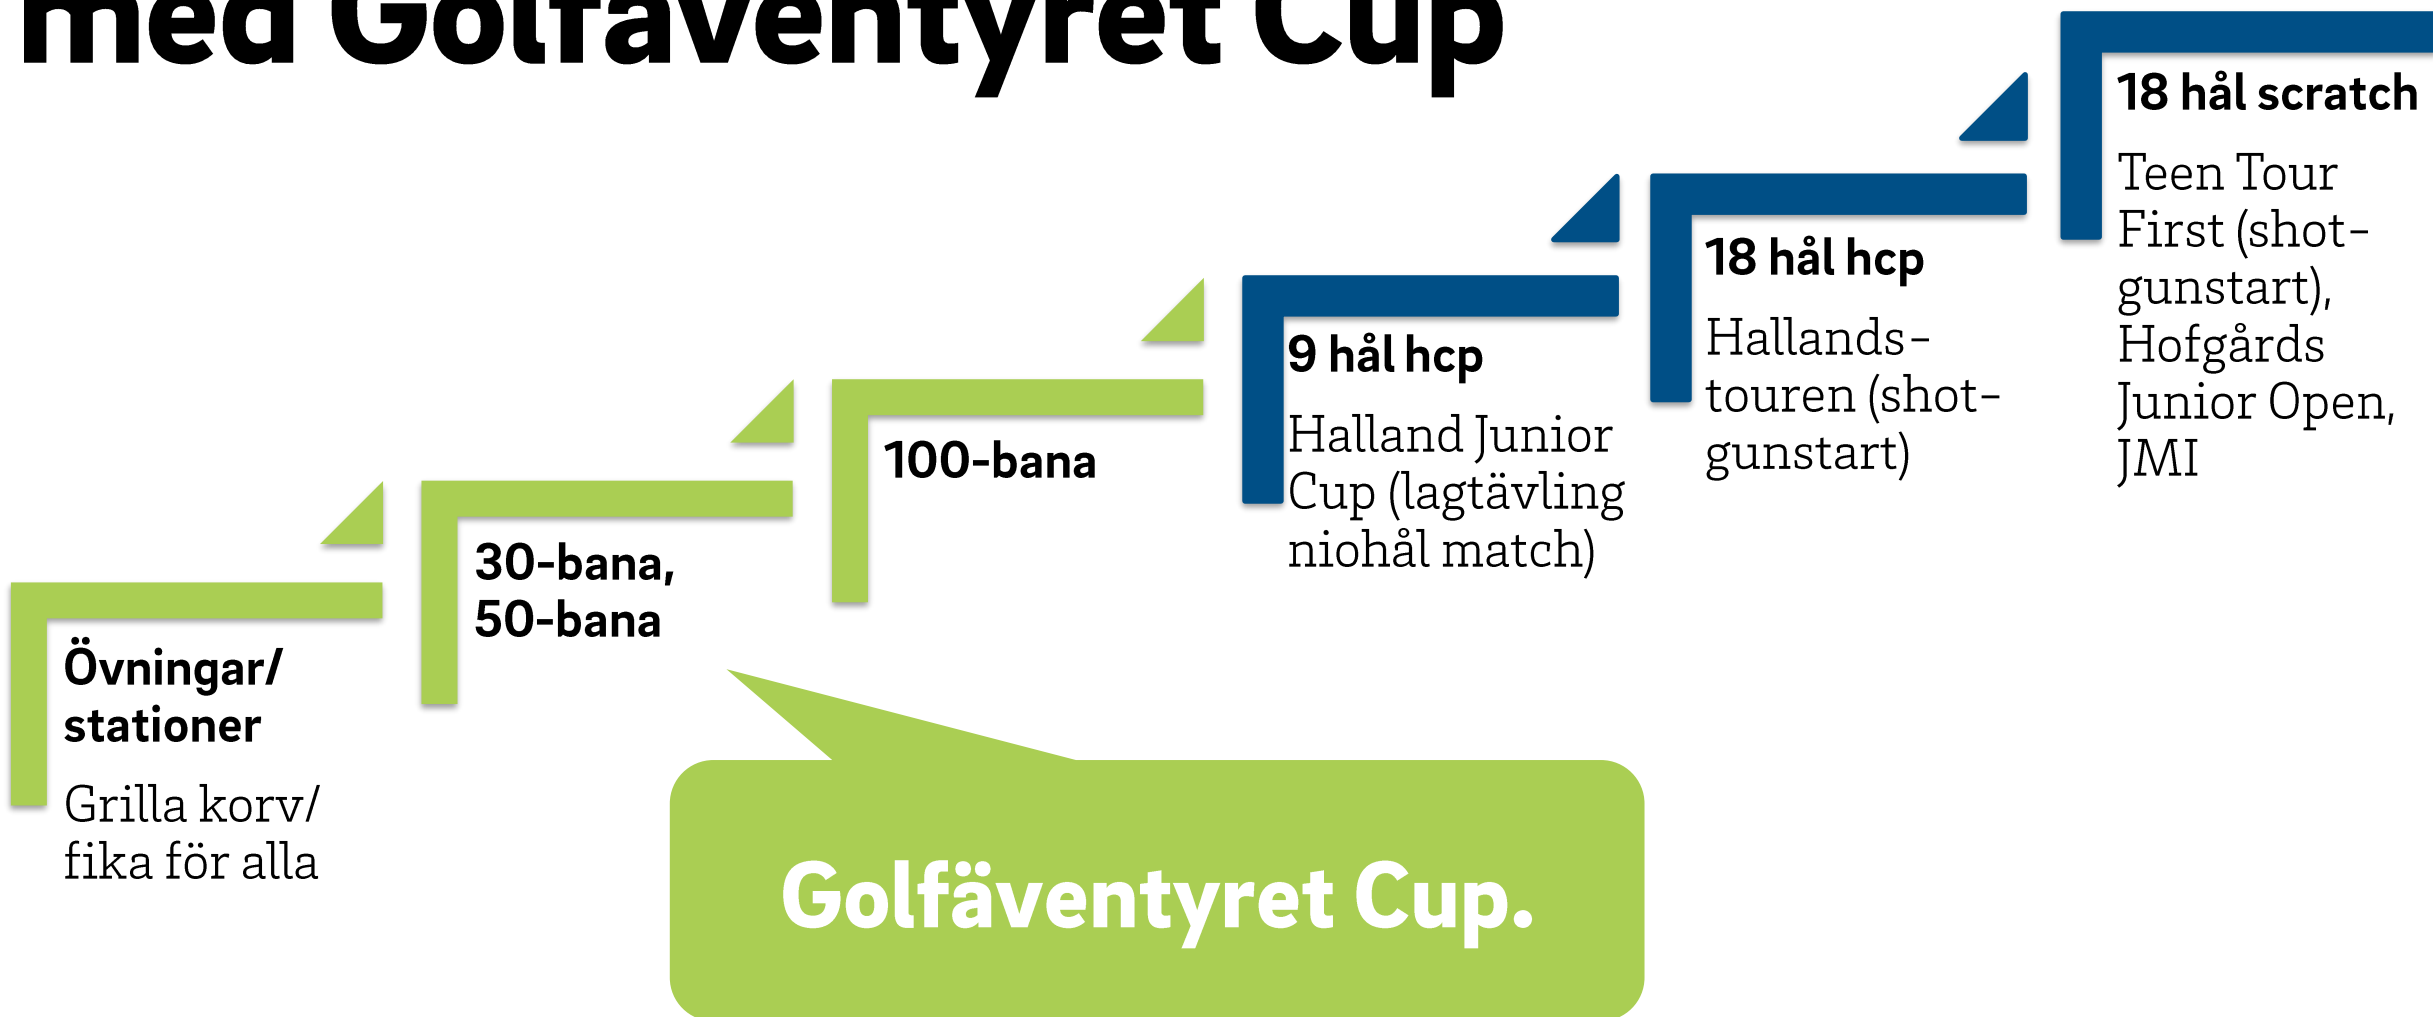 med Golfäventyret Cup
Övningar/
stationer
Grilla korv/
fika för alla
30-bana,
50-bana
100-bana
9 hål hcp
Halland Junior
Cup (lagtävling
niohål match)
18 hål hcp
Hallands-
touren (shot-
gunstart)
18 hål scratch
Teen Tour
First (shot-
gunstart),
Hofgårds
Junior Open,
JMI
Golfäventyret Cup.